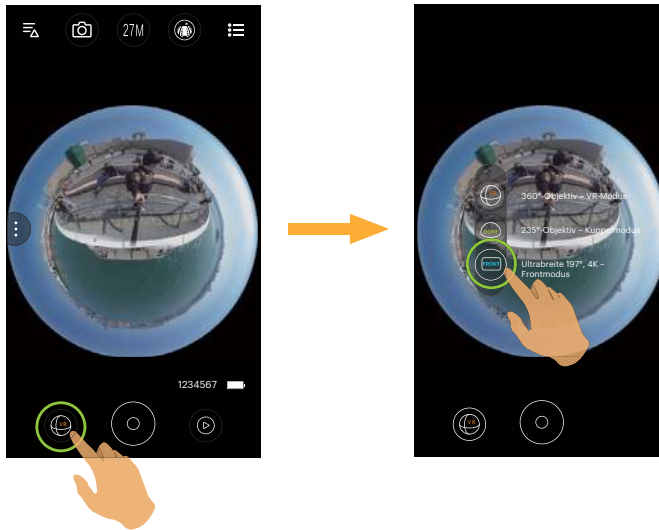 27M
1234567
VR
VR
360°-Objektiv – VR-Modus
DOME
235°-Objektiv – Kuppelmodus
FRONT
Ultrabreite 197°, 4K –
Frontmodus
VR